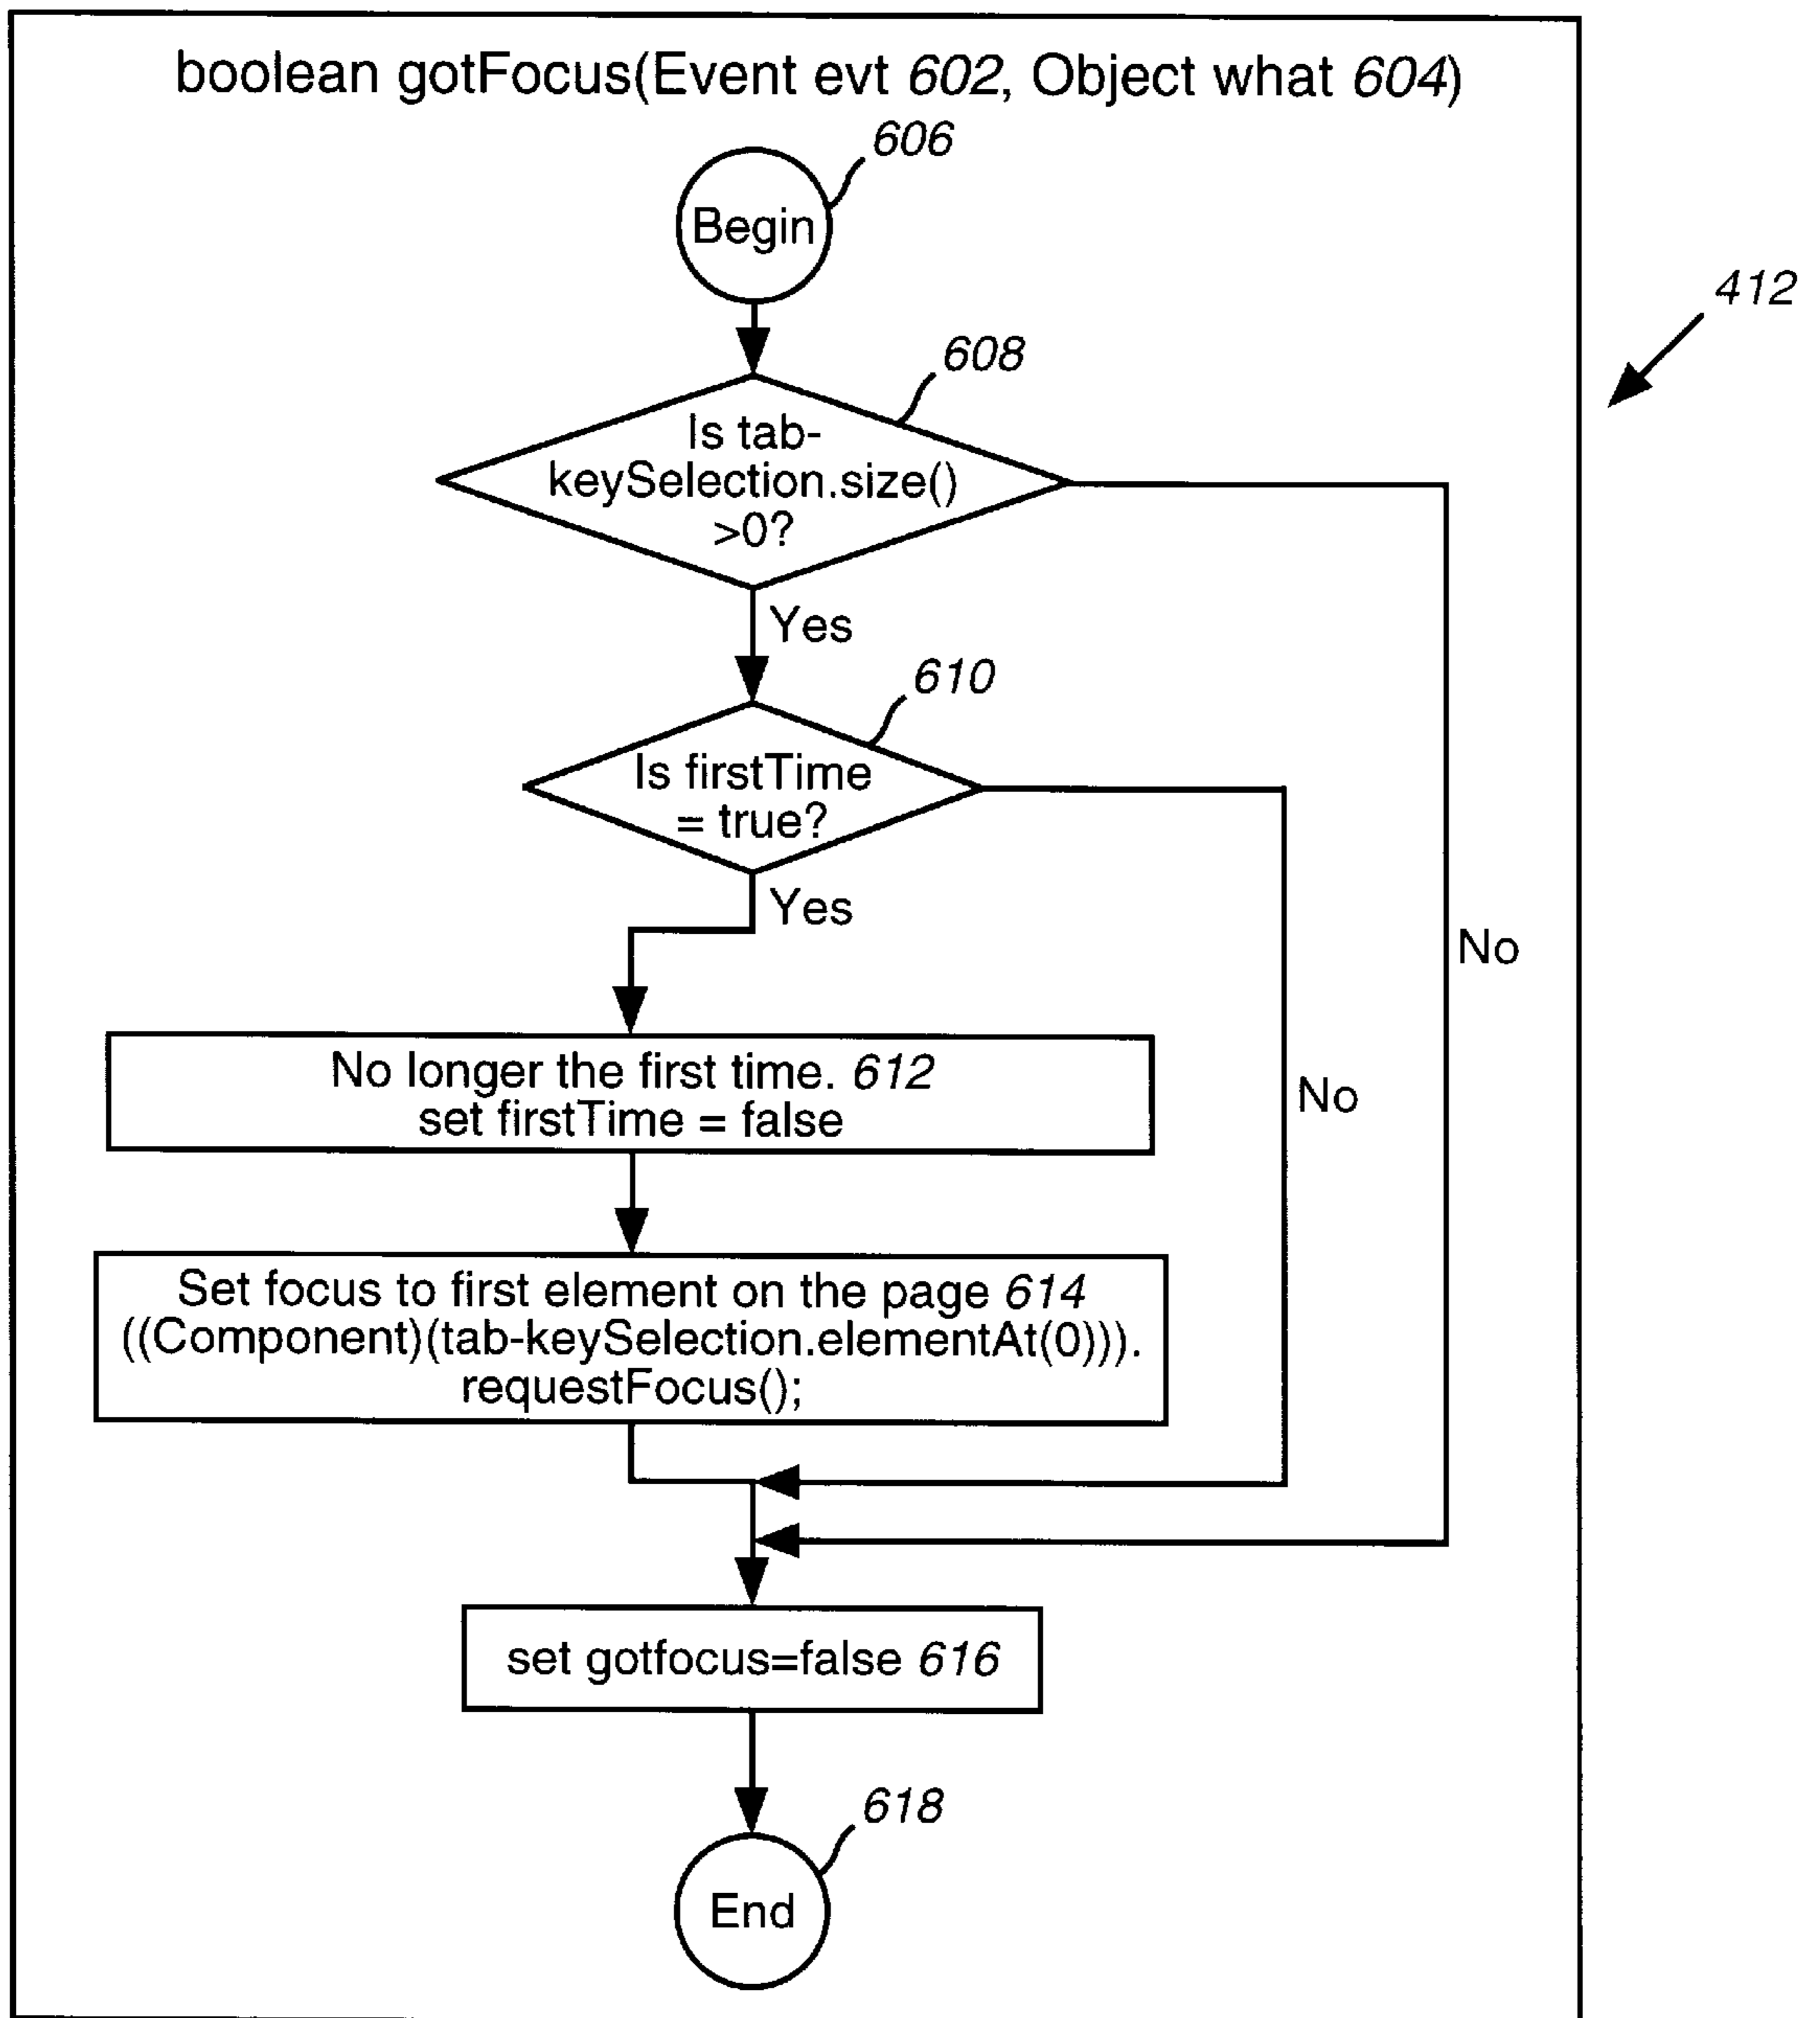 boolean gotFocus(Event evt 602, Object what 604)
606
Begin
412
608
Is tab-
keySelection.size()
>0?
Yes
610
Is firstTime
= true?
Yes
No
No longer the first time. 612
set firstTime = false
No
Set focus to first element on the page 614
((Component)(tab-keySelection.elementAt(0))).
requestFocus();
set gotfocus=false 616
618
End